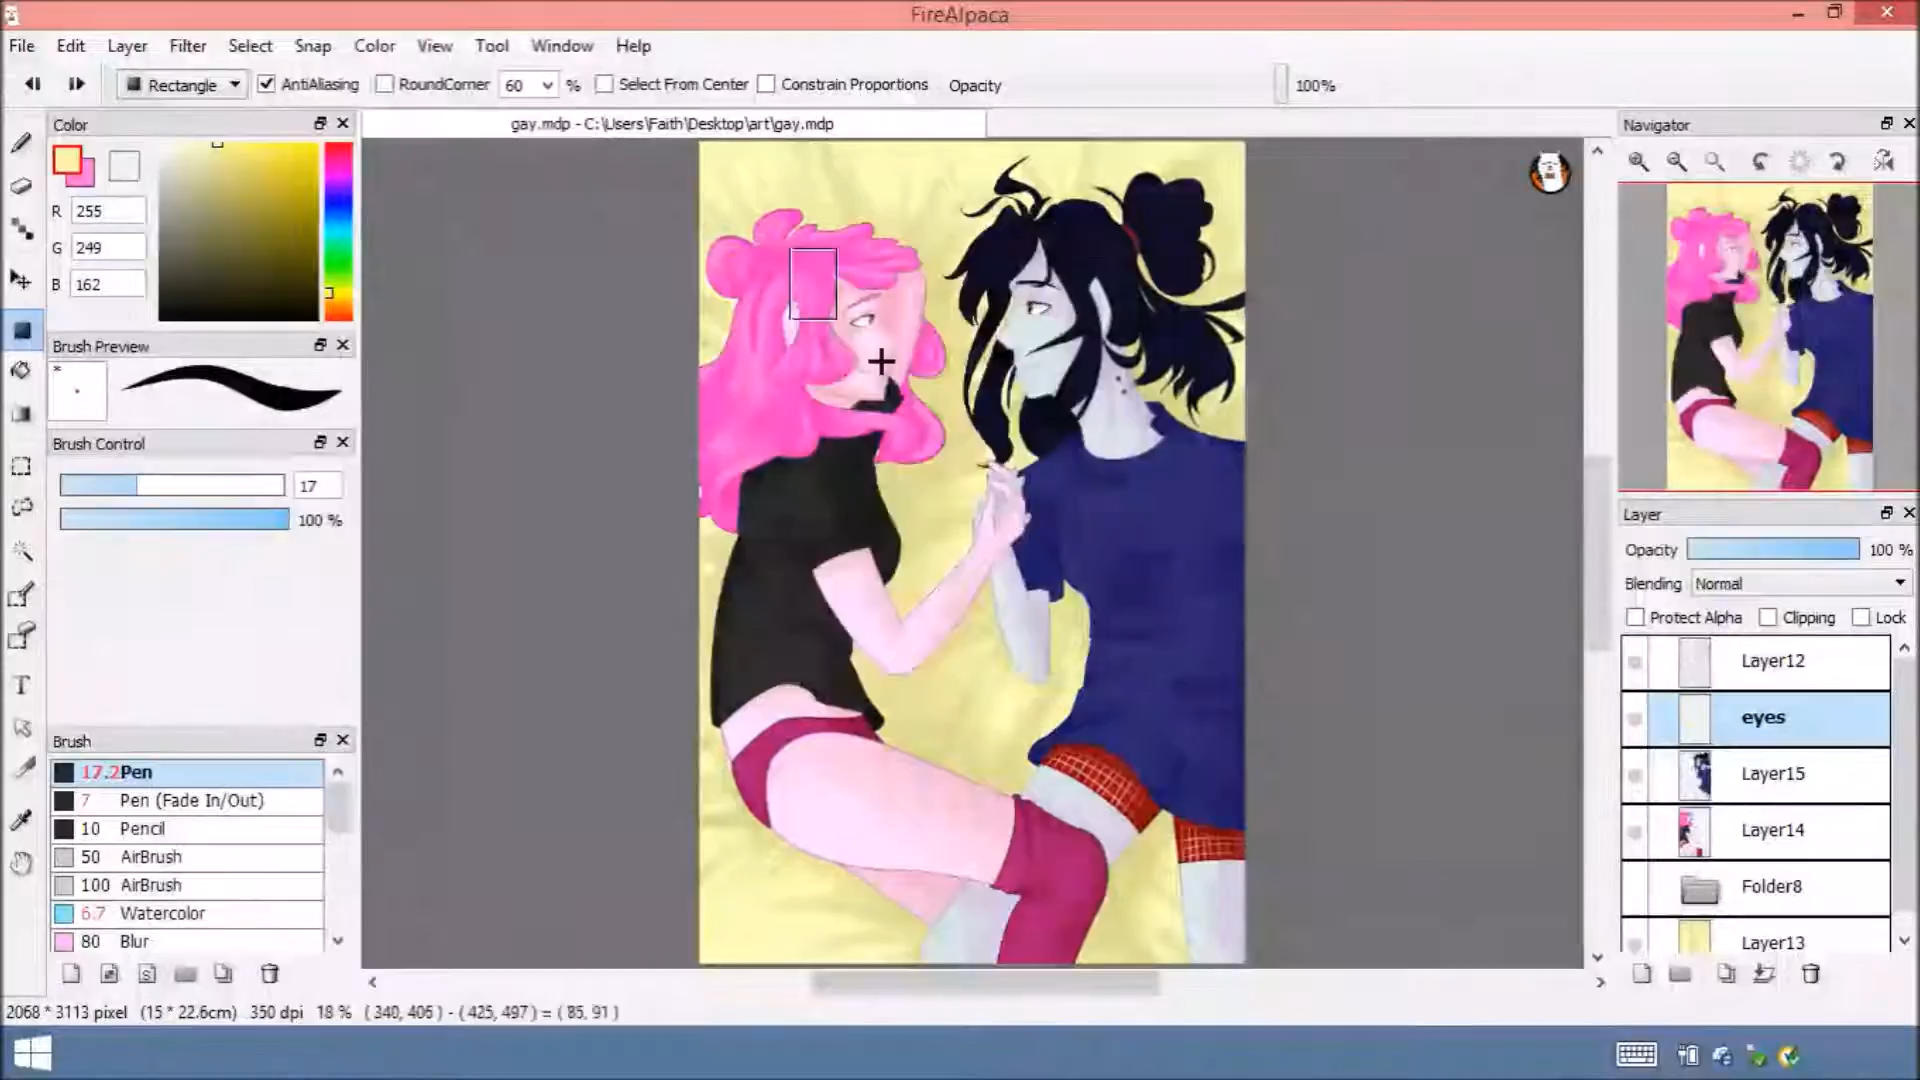 FireAlpaca
File Edit Layer Filter Select Snap Color View Tool Window Help
Rectangle AntiAliasing RoundCorner 60 % Select From Center Constrain Proportions Opacity 100%
gay.mdp - C:\Users\Faith\Desktop\art\gay.mdp
Color
R 255
G 249
B 162
Brush Preview
*
Brush Control
17
100 %
Brush
17.2 Pen
7 Pen (Fade In/Out)
10 Pencil
50 AirBrush
100 AirBrush
6.7 Watercolor
80 Blur
Navigator
Layer
Opacity 100 %
Blending Normal
Protect Alpha Clipping Lock
Layer12
eyes
Layer15
Layer14
Folder8
Layer13
2068 * 3113 pixel (15 * 22.6cm) 350 dpi 18 % ( 340, 406 ) - ( 425, 497 ) = ( 85, 91 )